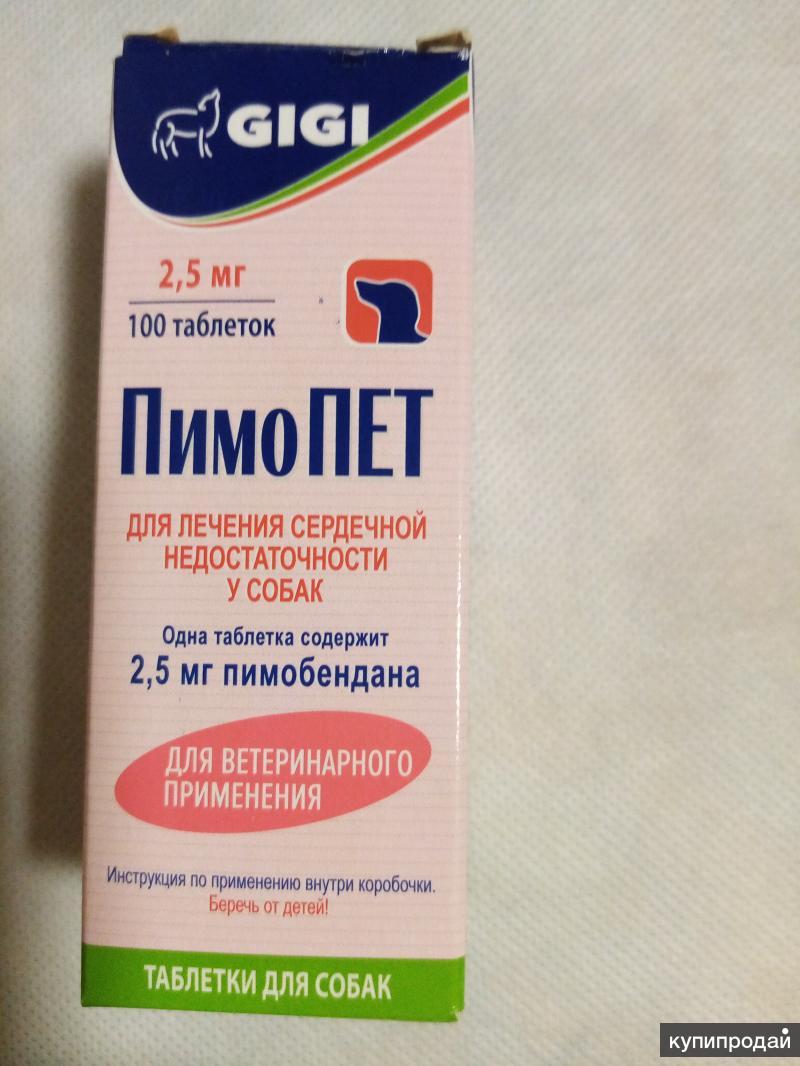 GIGI
2,5 мг
100 таблеток
ПимоПЕТ
ДЛЯ ЛЕЧЕНИЯ СЕРДЕЧНОЙ
НЕДОСТАТОЧНОСТИ
У СОБАК
Одна таблетка содержит
2,5 мг пимобендана
ДЛЯ ВЕТЕРИНАРНОГО
ПРИМЕНЕНИЯ
Инструкция по применению внутри коробочки.
Беречь от детей!
ТАБЛЕТКИ ДЛЯ СОБАК
купипродай